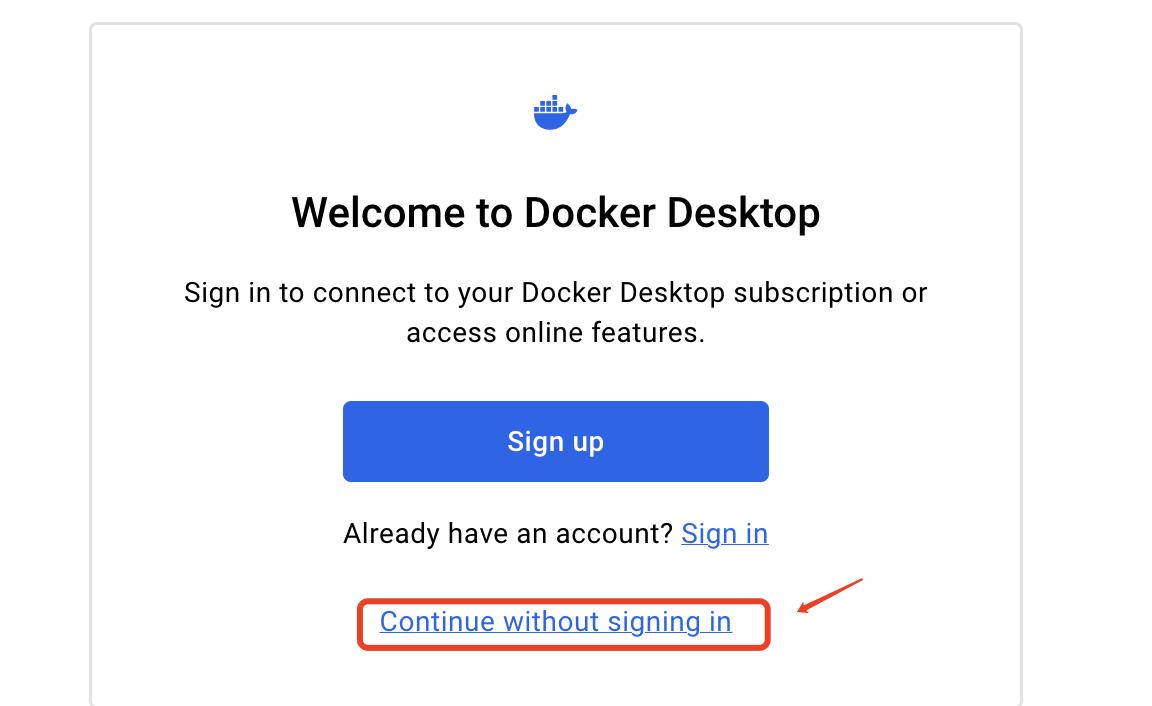 Welcome to Docker Desktop
Sign in to connect to your Docker Desktop subscription or
access online features.
Sign up
Already have an account? Sign in
Continue without signing in